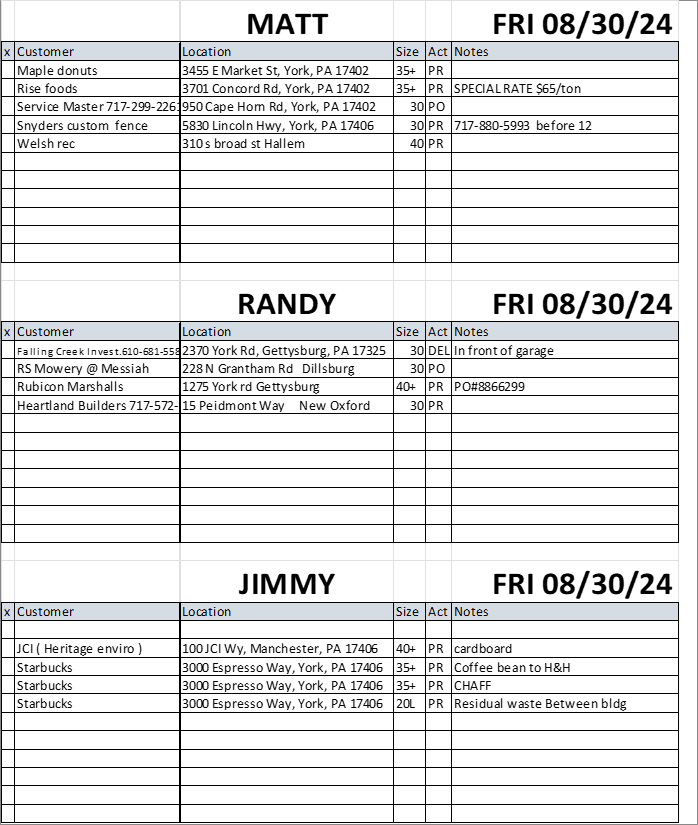 MATT FRI 08/30/24
x Customer Location Size Act Notes
Maple donuts 3455 E Market St, York, PA 17402 35+ PR
Rise foods 3701 Concord Rd, York, PA 17402 35+ PR SPECIAL RATE $65/ton
Service Master 717-299-2261 950 Cape Horn Rd, York, PA 17402 30 PO
Snyders custom fence 5830 Lincoln Hwy, York, PA 17406 30 PR 717-880-5993 before 12
Welsh rec 310 s broad st Hallem 40 PR
RANDY FRI 08/30/24
x Customer Location Size Act Notes
Falling Creek Invest.610-681-558 2370 York Rd, Gettysburg, PA 17325 30 DEL In front of garage
RS Mowery @ Messiah 228 N Grantham Rd Dillsburg 30 PO
Rubicon Marshalls 1275 York rd Gettysburg 40+ PR PO#8866299
Heartland Builders 717-572- 15 Peidmont Way New Oxford 30 PR
JIMMY FRI 08/30/24
x Customer Location Size Act Notes
JCI ( Heritage enviro ) 100 JCI Wy, Manchester, PA 17406 40+ PR cardboard
Starbucks 3000 Espresso Way, York, PA 17406 35+ PR Coffee bean to H&H
Starbucks 3000 Espresso Way, York, PA 17406 35+ PR CHAFF
Starbucks 3000 Espresso Way, York, PA 17406 20L PR Residual waste Between bldg